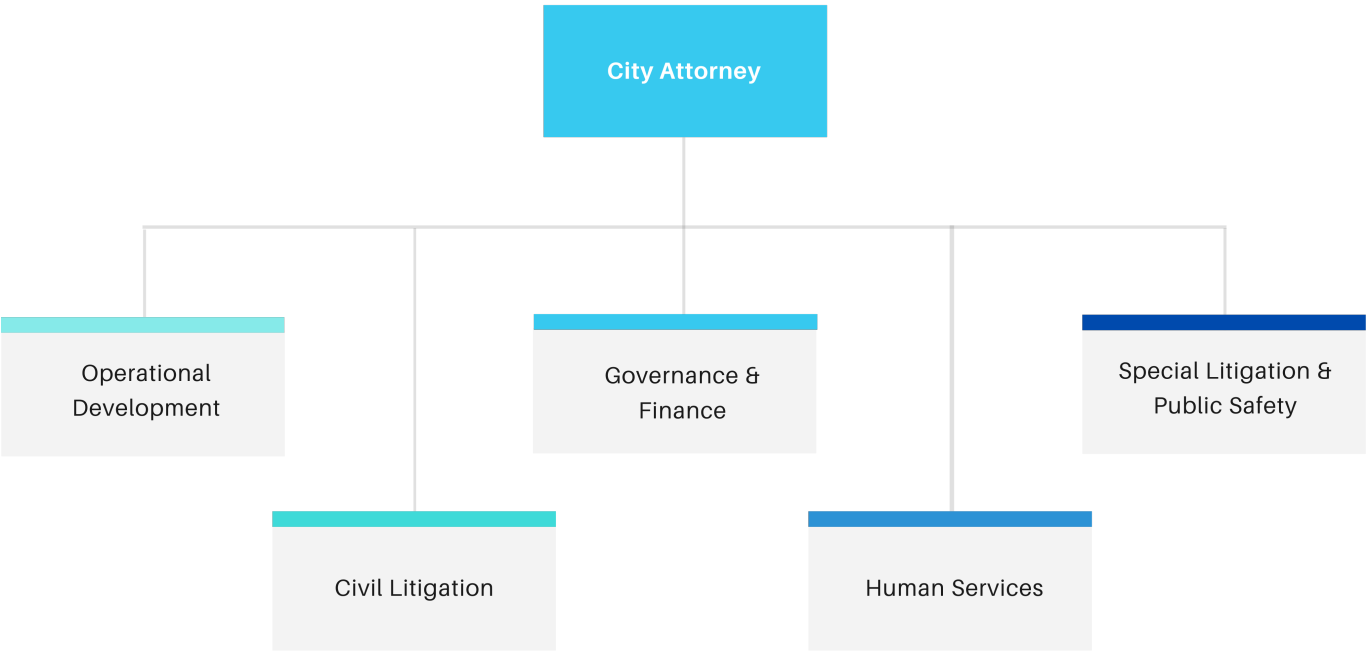 City Attorney
Operational
Development
Governance &
Finance
Special Litigation &
Public Safety
Civil Litigation
Human Services